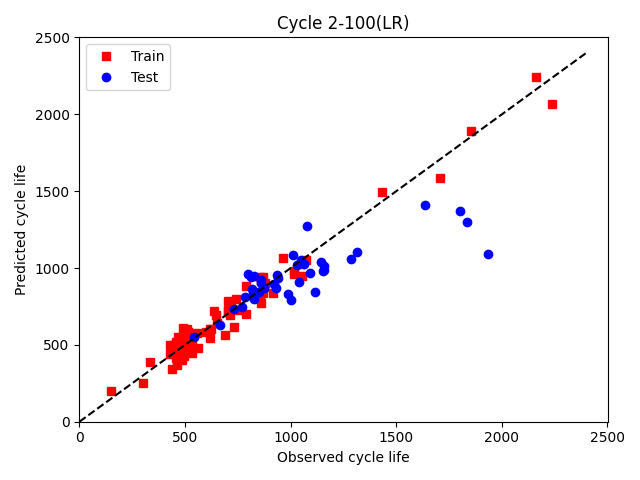 Cycle 2-100(LR)
Train
Test
Predicted cycle life
2500
2000
1500
1000
500
0
0 500 1000 1500 2000 2500
Observed cycle life